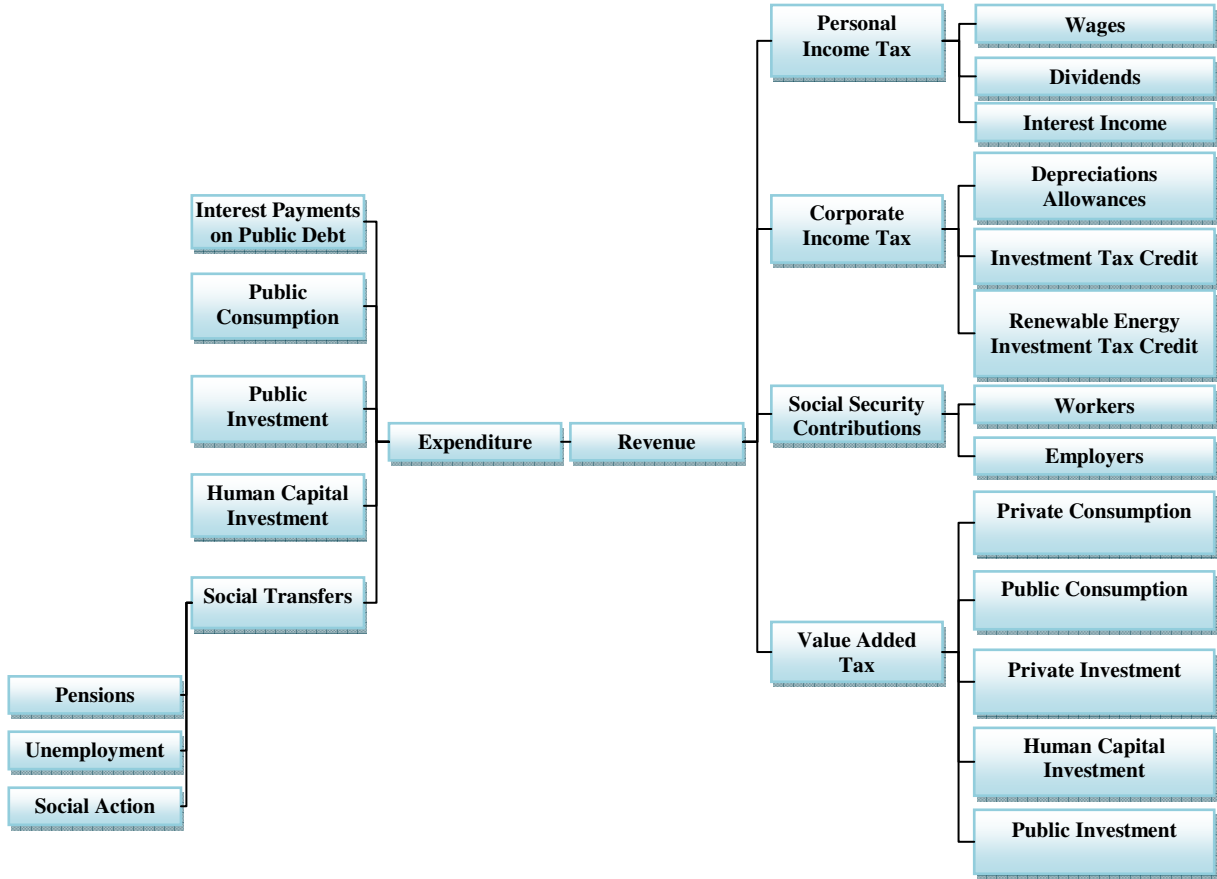 Interest Payments
on Public Debt
Public
Consumption
Public
Investment
Human Capital
Investment
Social Transfers
Pensions
Unemployment
Social Action
Expenditure
Revenue
Personal
Income Tax
Wages
Dividends
Interest Income
Corporate
Income Tax
Depreciations
Allowances
Investment Tax Credit
Renewable Energy
Investment Tax Credit
Social Security
Contributions
Workers
Employers
Value Added
Tax
Private Consumption
Public Consumption
Private Investment
Human Capital
Investment
Public Investment